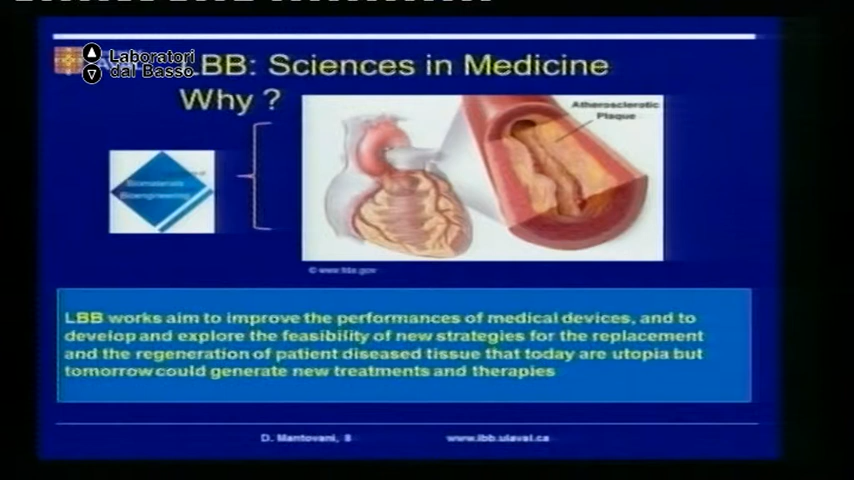 Laboratori
dal Basso
LBB: Sciences in Medicine
Why ?
Atherosclerotic
Plaque
Biomaterials
Bioengineering
© www.fda.gov
LBB works aim to improve the performances of medical devices, and to
develop and explore the feasibility of new strategies for the replacement
and the regeneration of patient diseased tissue that today are utopia but
tomorrow could generate new treatments and therapies
D. Mantovani, 8
www.lbb.ulaval.ca